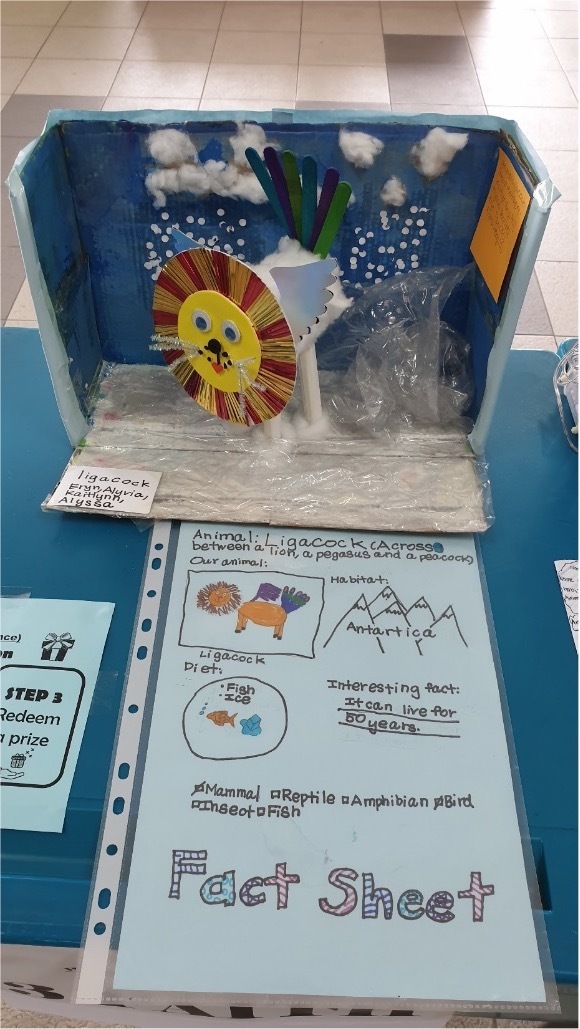 ligacock
Eryn, Alyvia,
Kaitlynn,
Alyssa
Animal: Ligacock (Across
between a lion, a pegasus and a peacock)
Our animal:
Habitat:
Antartica
Ligacock
Diet:
Fish
Ice
Interesting fact:
It can live for
50 years.
Mammal Reptile Amphibian Bird
Insect Fish
Fact Sheet
STEP 3
Redeem
prize